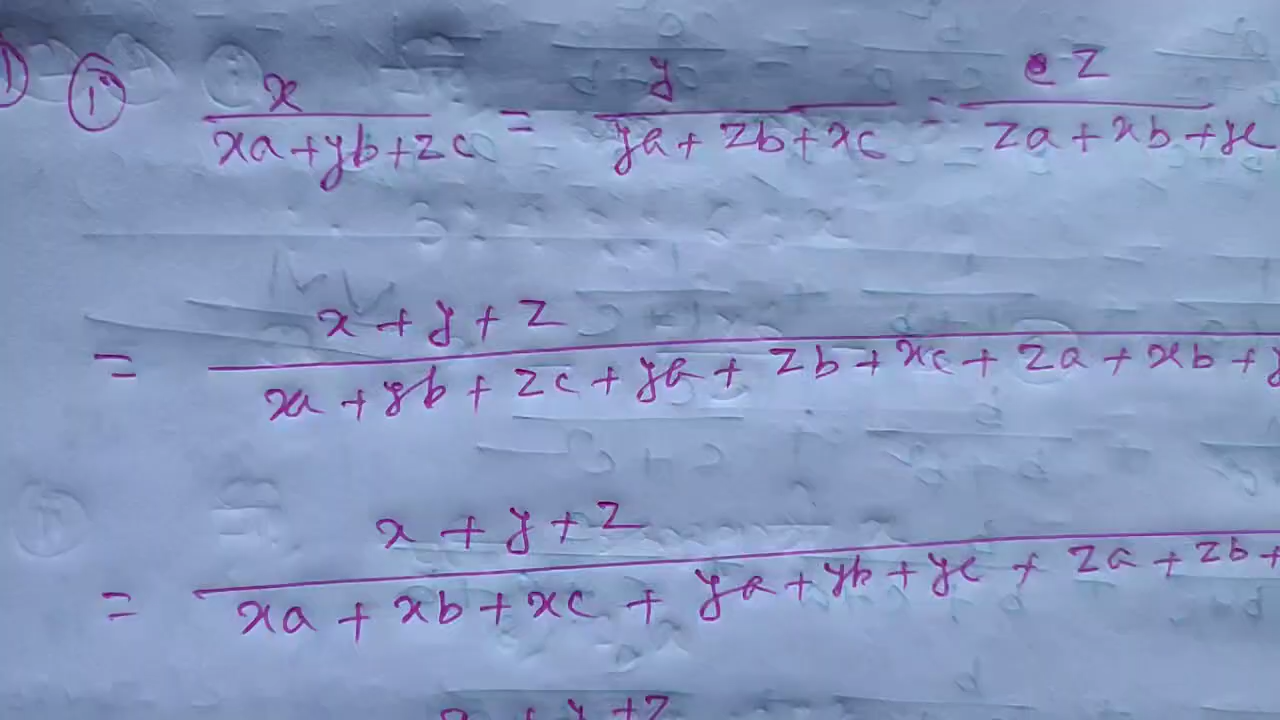 ① ⓘ x/(xa+yb+zc) = y/(ya+zb+xc) = z/(za+xb+yc
= x+y+z/(xa+yb+zc+ya+zb+xc+za+xb+y
= x+y+z/(xa+xb+xc+ya+yb+yc+za+zb+
x+y+z